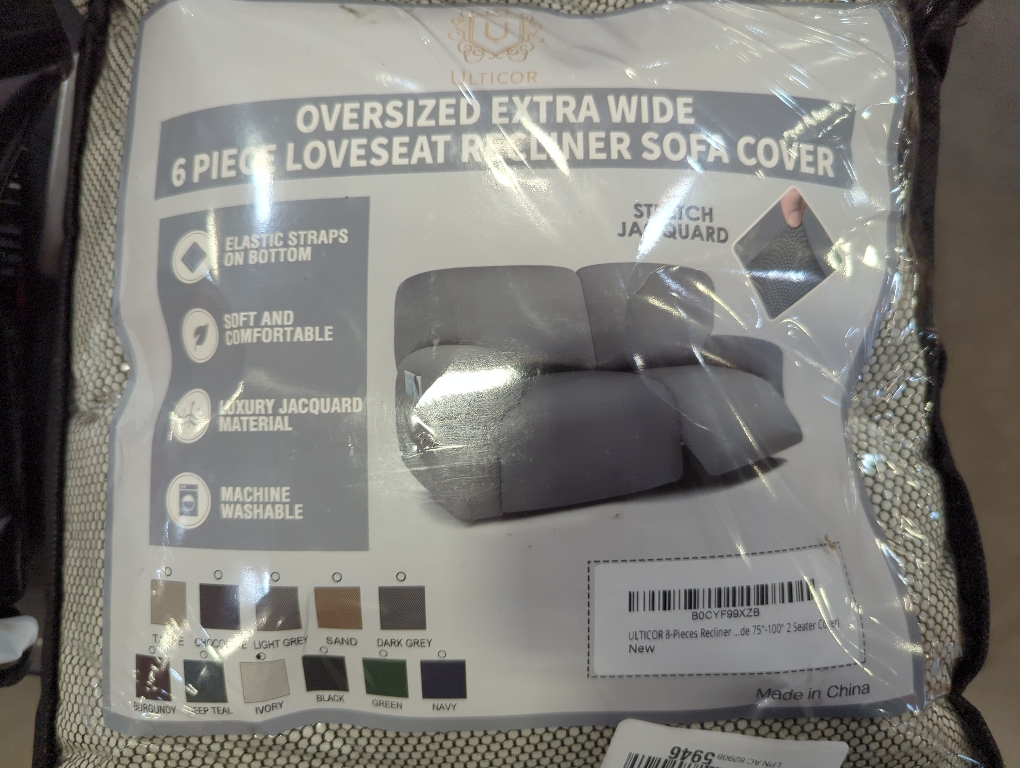 U
ULTICOR
OVERSIZED EXTRA WIDE
6 PIECE LOVESEAT RECLINER SOFA COVER
STRETCH
JACQUARD
ELASTIC STRAPS
ON BOTTOM
SOFT AND
COMFORTABLE
LUXURY JACQUARD
MATERIAL
MACHINE
WASHABLE
TAUPE CHOCOLATE LIGHT GREY SAND DARK GREY
BURGUNDY DEEP TEAL IVORY BLACK GREEN NAVY
B0CYF99XZB
ULTICOR 8-Pieces Recliner ...de 75"-100" 2 Seater Cover)
New
Made in China
5946